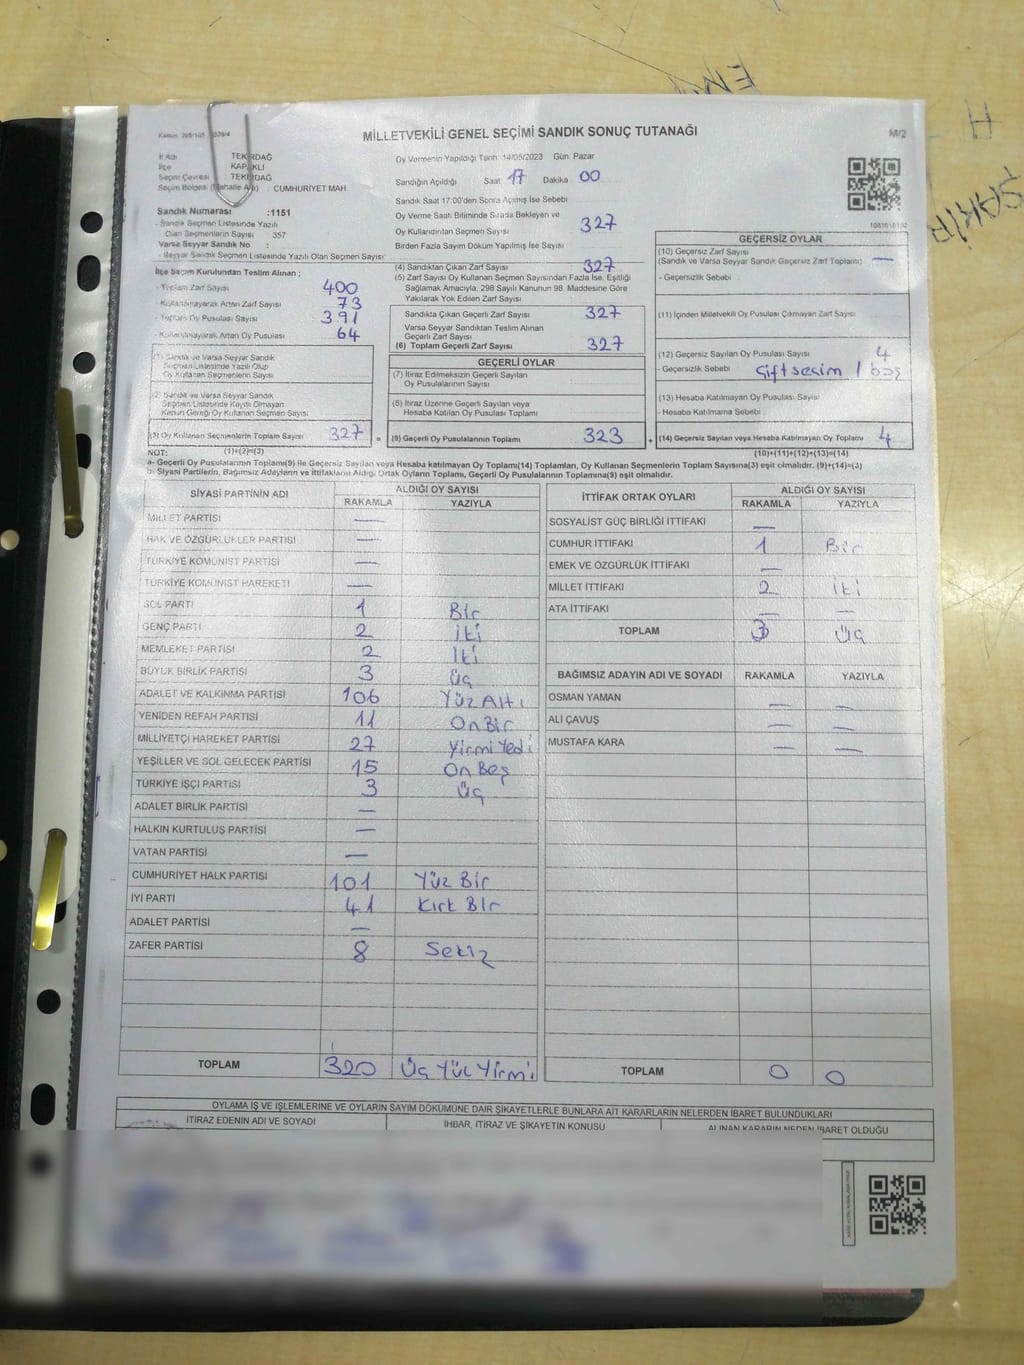 MİLLETVEKİLİ GENEL SEÇİMİ SANDIK SONUÇ TUTANAĞI
M/2
İl Adı TEKİRDAĞ
İlçe KAPAKLI
Seçim Çevresi : TEKİRDAĞ
Seçim Bölgesi (Mahalle Adı) : CUMHURİYET MAH.
Sandık Numarası :1151
- Sandık Seçmen Listesinde Yazılı
Olan Seçmenlerin Sayısı 357
Varsa Seyyar Sandık No :
- Seyyar Sandık Seçmen Listesinde Yazılı Olan Seçmen Sayısı
İlçe Seçim Kurulundan Teslim Alınan ;
- Toplam Zarf Sayısı 400
- Kullanılmayarak Artan Zarf Sayısı 73
- Toplam Oy Pusulası Sayısı 391
- Kullanılmayarak Artan Oy Pusulası 64
(1) Sandık ve Varsa Seyyar Sandık
Seçmen Listesinde Yazılı Olup
Oy Kullanan Seçmenlerin Sayısı
(2) Sandık ve Varsa Seyyar Sandık
Seçmen Listesinde Kayıtlı Olmayan
Kanun Gereği Oy Kullanan Seçmen Sayısı
(3) Oy Kullanan Seçmenlerin Toplam Sayısı 327
Oy Vermenin Yapıldığı Tarih :14/05/2023 Gün: Pazar
Sandığın Açıldığı Saat 17 Dakika 00
Sandık Saat 17.00'den Sonra Açılmış İse Sebebi
Oy Verme Saati Bitiminde Sırada Bekleyen ve
Oy Kullandırılan Seçmen Sayısı 327
Birden Fazla Sayım Döküm Yapılmış İse Sayısı
(4) Sandıktan Çıkan Zarf Sayısı 327
(5) Zarf Sayısı Oy Kullanan Seçmen Sayısından Fazla İse, Eşitliği
Sağlamak Amacıyla, 298 Sayılı Kanunun 98. Maddesine Göre
Yakılarak Yok Edilen Zarf Sayısı
Sandıkta Çıkan Geçerli Zarf Sayısı 327
Varsa Seyyar Sandıktan Teslim Alınan
Geçerli Zarf Sayısı
(6) Toplam Geçerli Zarf Sayısı 327
GEÇERLİ OYLAR
(7) İtiraz Edilmeksizin Geçerli Sayılan
Oy Pusulalarının Sayısı
(8) İtiraz Üzerine Geçerli Sayılan veya
Hesaba Katılan Oy Pusulası Toplamı
(9) Geçerli Oy Pusulalarının Toplamı 323
GEÇERSİZ OYLAR
(10) Geçersiz Zarf Sayısı
(Sandık ve Varsa Seyyar Sandık Geçersiz Zarf Toplamı) —
- Geçersizlik Sebebi
(11) İçinden Milletvekili Oy Pusulası Çıkmayan Zarf Sayısı
(12) Geçersiz Sayılan Oy Pusulası Sayısı 4
- Geçersizlik Sebebi Çift seçim / boş
(13) Hesaba Katılmayan Oy Pusulası Sayısı
- Hesaba Katılmama Sebebi
(14) Geçersiz Sayılan veya Hesaba Katılmayan Oy Toplamı 4
NOT: (1)+(2)=(3) (10)+(11)+(12)+(13)=(14)
a- Geçerli Oy Pusulalarının Toplamı(9) İle Geçersiz Sayılan veya Hesaba katılmayan Oy Toplamı(14) Toplamları, Oy Kullanan Seçmenlerin Toplam Sayısına(3) eşit olmalıdır. (9)+(14)=(3)
b- Siyasi Partilerin, Bağımsız Adayların ve İttifakların Aldığı Ortak Oyların Toplamı, Geçerli Oy Pusulalarının Toplamına(9) eşit olmalıdır.
SİYASİ PARTİNİN ADI ALDIĞI OY SAYISI
RAKAMLA YAZIYLA
MİLLET PARTİSİ —
HAK VE ÖZGÜRLÜKLER PARTİSİ —
TÜRKİYE KOMÜNİST PARTİSİ —
TÜRKİYE KOMÜNİST HAREKETİ —
SOL PARTİ 1 Bir
GENÇ PARTİ 2 İki
MEMLEKET PARTİSİ 2 İki
BÜYÜK BİRLİK PARTİSİ 3 Üç
ADALET VE KALKINMA PARTİSİ 106 Yüz Altı
YENİDEN REFAH PARTİSİ 11 On Bir
MİLLİYETÇİ HAREKET PARTİSİ 27 Yirmi Yedi
YEŞİLLER VE SOL GELECEK PARTİSİ 15 On Beş
TÜRKİYE İŞÇİ PARTİSİ 3 Üç
ADALET BİRLİK PARTİSİ —
HALKIN KURTULUŞ PARTİSİ —
VATAN PARTİSİ —
CUMHURİYET HALK PARTİSİ 101 Yüz Bir
İYİ PARTİ 41 Kırk Bir
ADALET PARTİSİ —
ZAFER PARTİSİ 8 Sekiz
TOPLAM 320 Üç Yüz Yirmi
İTTİFAK ORTAK OYLARI ALDIĞI OY SAYISI
RAKAMLA YAZIYLA
SOSYALİST GÜÇ BİRLİĞİ İTTİFAKI —
CUMHUR İTTİFAKI 1 Bir
EMEK VE ÖZGÜRLÜK İTTİFAKI —
MİLLET İTTİFAKI 2 İki
ATA İTTİFAKI — —
TOPLAM 3 Üç
BAĞIMSIZ ADAYIN ADI VE SOYADI RAKAMLA YAZIYLA
OSMAN YAMAN — —
ALİ ÇAVUŞ — —
MUSTAFA KARA — —
TOPLAM 0 0
OYLAMA İŞ VE İŞLEMLERİNE VE OYLARIN SAYIM DÖKÜMÜNE DAİR ŞİKAYETLERLE BUNLARA AİT KARARLARIN NELERDEN İBARET BULUNDUKLARI
İTİRAZ EDENİN ADI VE SOYADI İHBAR, İTİRAZ VE ŞİKAYETİN KONUSU ALINAN KARARIN NEDEN İBARET OLDUĞU